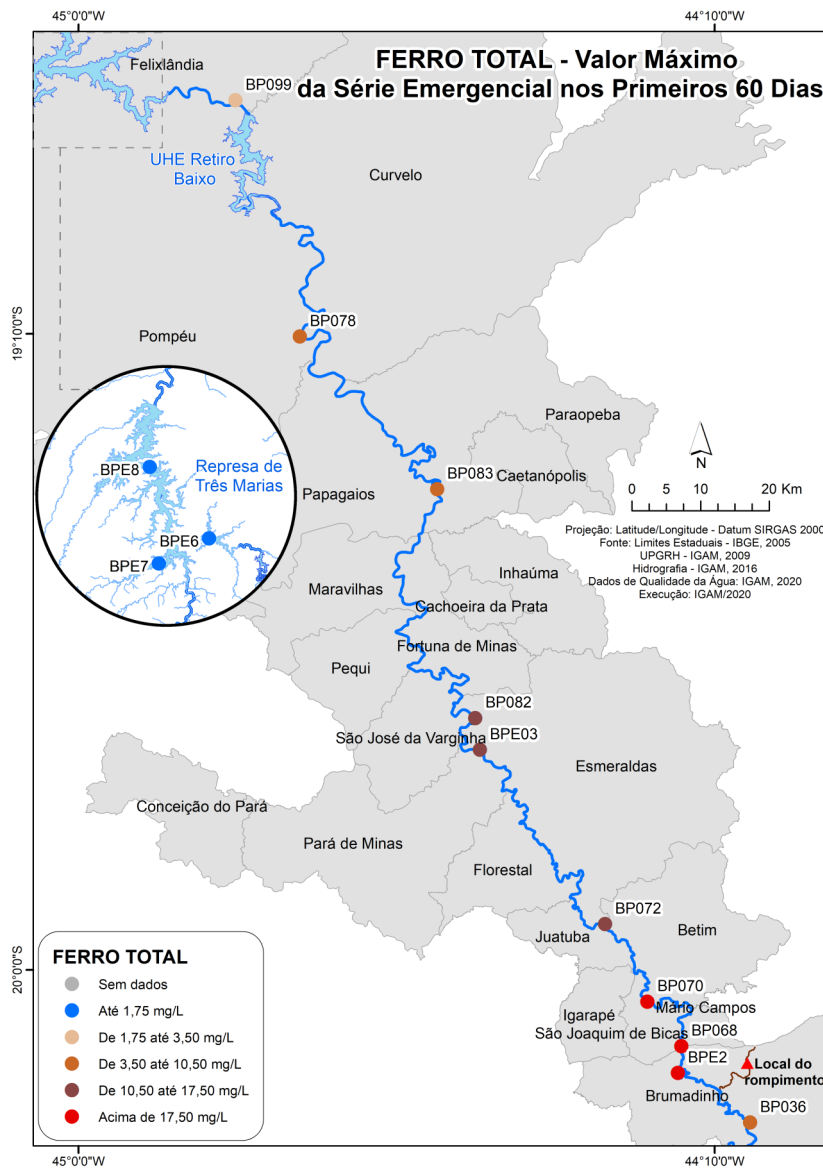 45°0'0"W
44°10'0"W
FERRO TOTAL - Valor Máximo
da Série Emergencial nos Primeiros 60 Dias
Felixlândia
BP099
UHE Retiro
Baixo
Curvelo
19°10'0"S
BP078
Pompéu
Paraopeba
BPE8
Represa de
Três Marias
BP083
Caetanópolis
N
Papagaios
0 5 10 20 Km
BPE6
BPE7
Projeção: Latitude/Longitude - Datum SIRGAS 2000
Fonte: Limites Estaduais - IBGE, 2005
UPGRH - IGAM, 2009
Hidrografia - IGAM, 2016
Dados de Qualidade da Água: IGAM, 2020
Execução: IGAM/2020
Inhaúma
Maravilhas
Cachoeira da Prata
Fortuna de Minas
Pequi
BP082
São José da Varginha
BPE03
Esmeraldas
Conceição do Pará
Pará de Minas
Florestal
BP072
Juatuba
Betim
20°0'0"S
BP070
Mário Campos
Igarapé
São Joaquim de Bicas
BP068
BPE2
Local do
rompimento
Brumadinho
BP036
FERRO TOTAL
Sem dados
Até 1,75 mg/L
De 1,75 até 3,50 mg/L
De 3,50 até 10,50 mg/L
De 10,50 até 17,50 mg/L
Acima de 17,50 mg/L
45°0'0"W
44°10'0"W